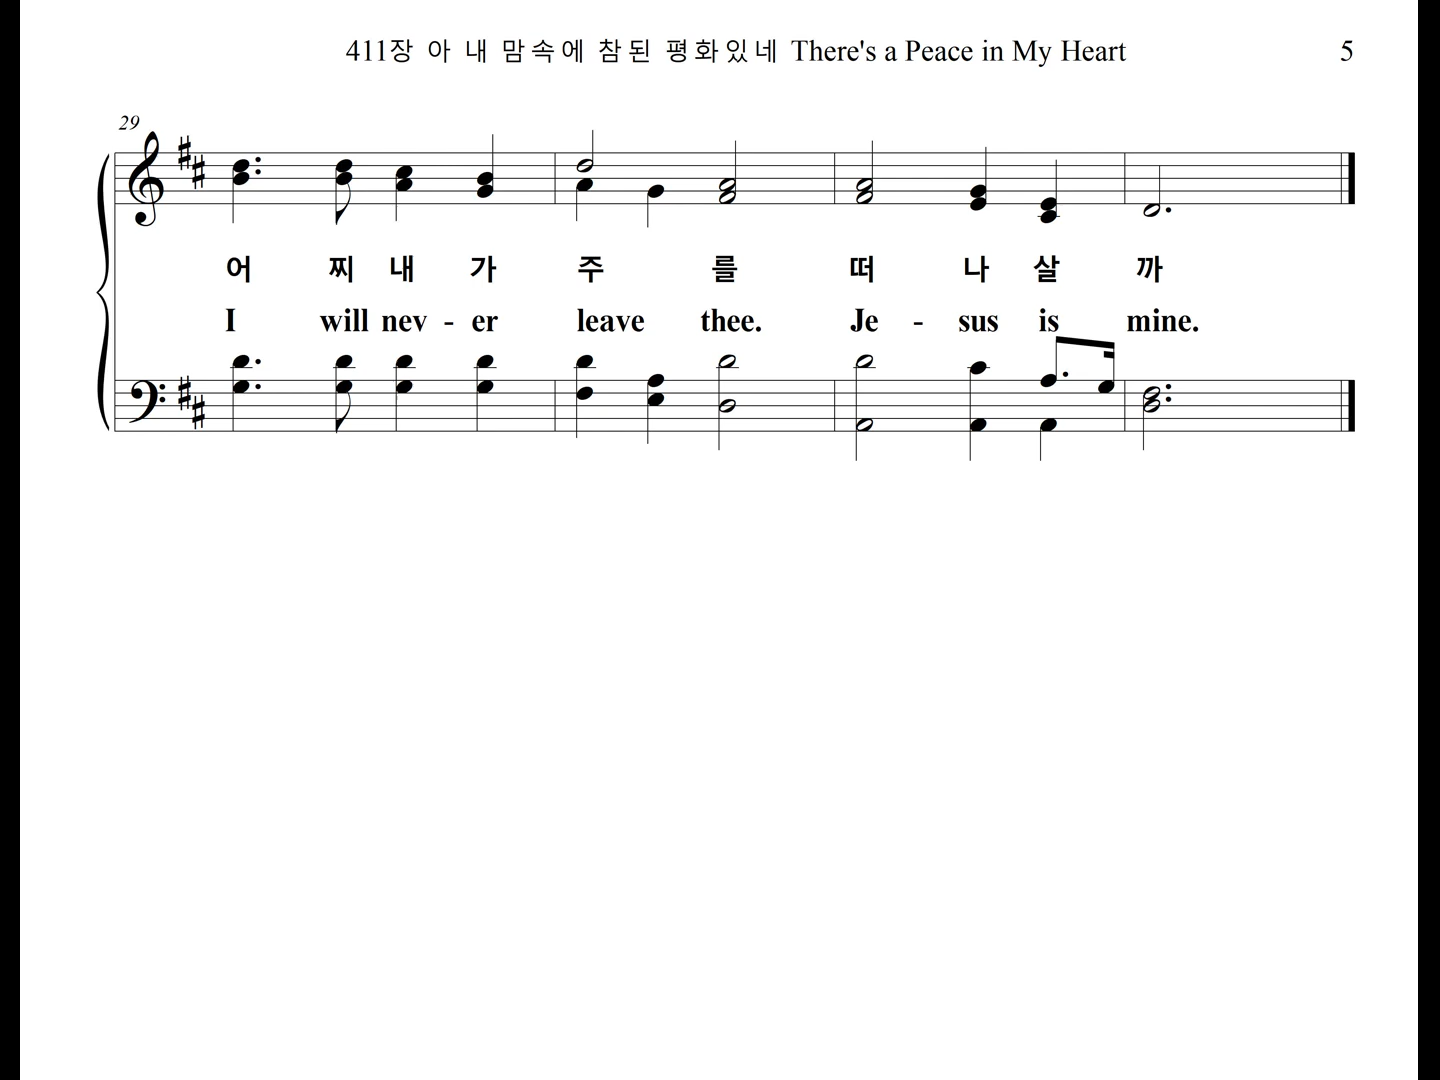 411장 아 내 맘속에 참된 평화있네 There's a Peace in My Heart 5
29
어 찌 내 가 주 를 떠 나 살 까
I will nev - er leave thee. Je - sus is mine.